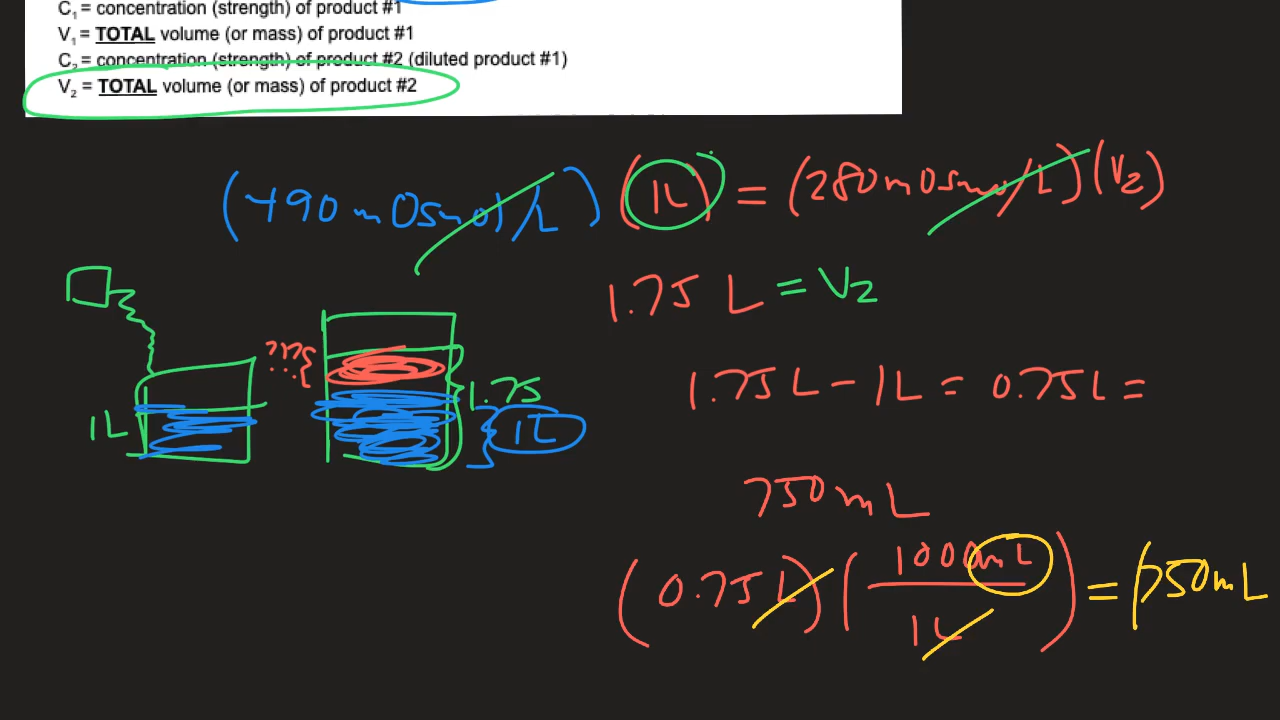 C₁ = concentration (strength) of product #1
V₁ = TOTAL volume (or mass) of product #1
C₂ = concentration (strength) of product #2 (diluted product #1)
V₂ = TOTAL volume (or mass) of product #2
(490 mOsmol/L) (1L) = (280 mOsmol/L) (V₂)
1.75 L = V₂
???{
1.75
1L
1L
1.75L - 1L = 0.75L =
750 mL
(0.75L) (1000mL / 1L) = 750mL